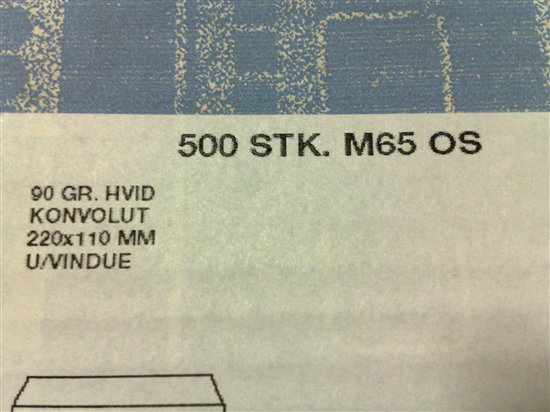 500 STK. M65 OS
90 GR. HVID
KONVOLUT
220x110 MM
U/VINDUE